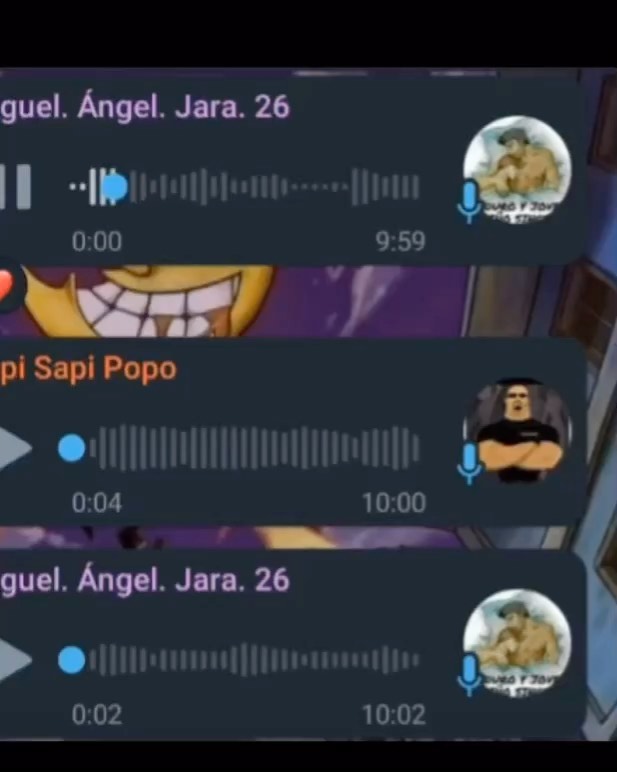 guel. Ángel. Jara. 26
0:00 9:59
pi Sapi Popo
0:04 10:00
guel. Ángel. Jara. 26
0:02 10:02